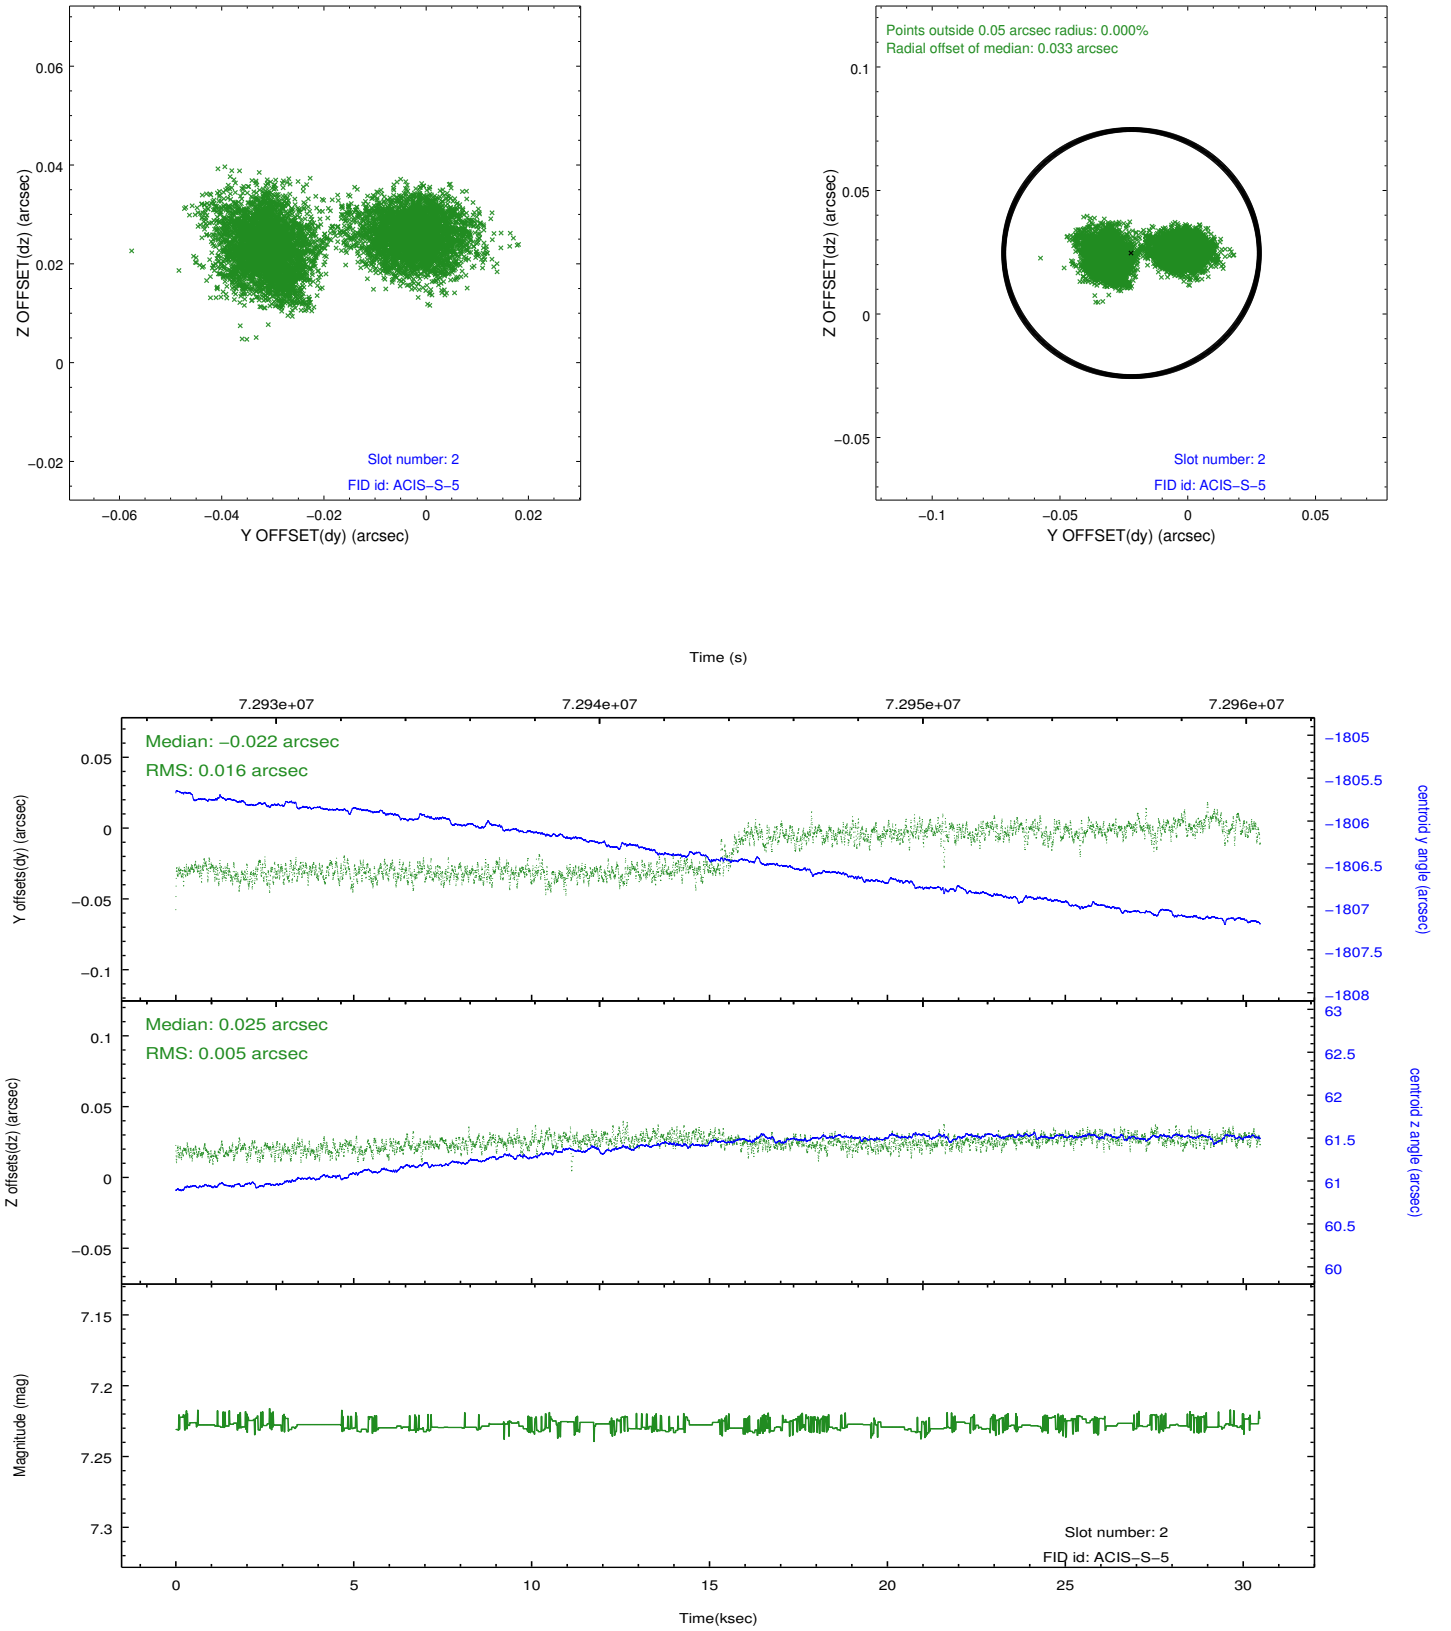 0.06
0.04
0.02
0
−0.02
Z OFFSET(dz) (arcsec)
Slot number: 2
FID id: ACIS−S−5
−0.06 −0.04 −0.02 0 0.02
Y OFFSET(dy) (arcsec)
Points outside 0.05 arcsec radius: 0.000%
Radial offset of median: 0.033 arcsec
0.1
0.05
0
−0.05
Z OFFSET(dz) (arcsec)
Slot number: 2
FID id: ACIS−S−5
−0.1 −0.05 0 0.05
Y OFFSET(dy) (arcsec)
Time (s)
7.293e+07 7.294e+07 7.295e+07 7.296e+07
Median: −0.022 arcsec
RMS: 0.016 arcsec
0.05
0
−0.05
−0.1
Y offsets(dy) (arcsec)
−1805
−1805.5
−1806
−1806.5
−1807
−1807.5
−1808
centroid y angle (arcsec)
Median: 0.025 arcsec
RMS: 0.005 arcsec
0.1
0.05
0
−0.05
Z offsets(dz) (arcsec)
63
62.5
62
61.5
61
60.5
60
centroid z angle (arcsec)
7.15
7.2
7.25
7.3
Magnitude (mag)
Slot number: 2
FID id: ACIS−S−5
0 5 10 15 20 25 30
Time(ksec)